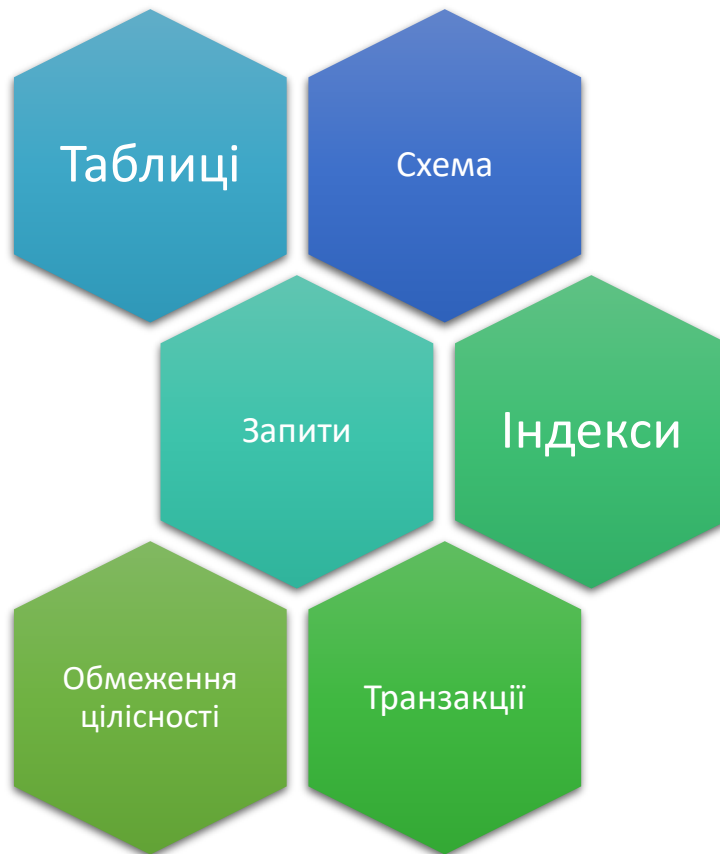 Таблиці
Схема
Запити
Індекси
Обмеження
цілісності
Транзакції